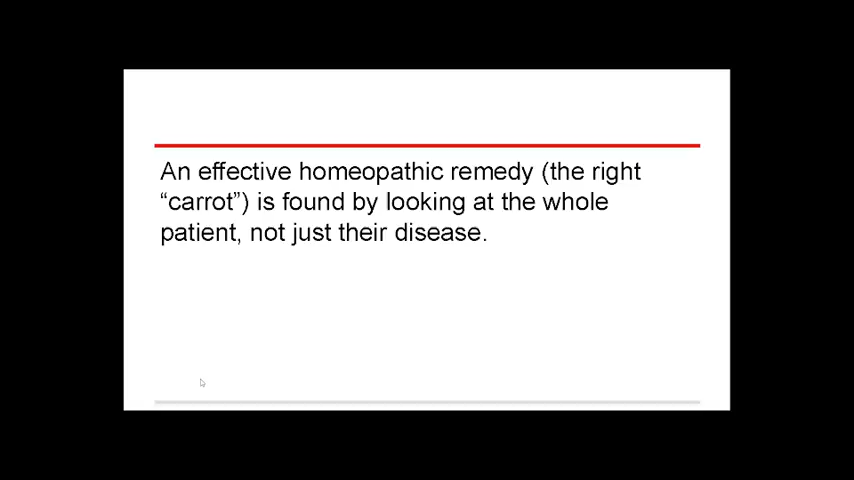 An effective homeopathic remedy (the right
“carrot”) is found by looking at the whole
patient, not just their disease.